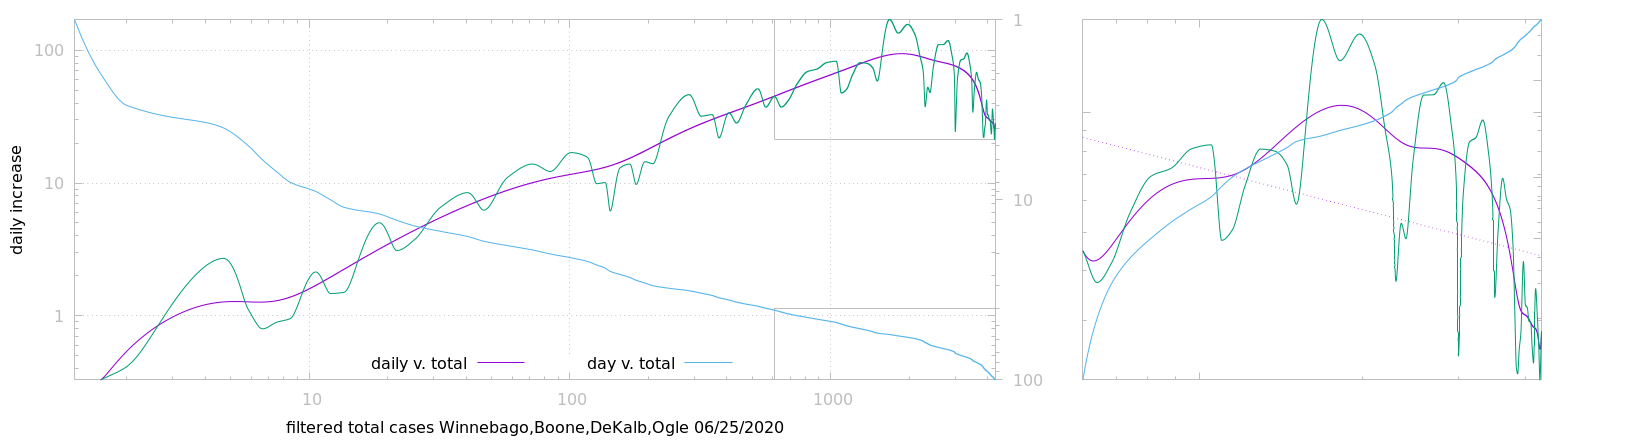 100
10
1
daily increase
daily v. total
day v. total
1
10
100
10
100
1000
filtered total cases Winnebago,Boone,DeKalb,Ogle 06/25/2020